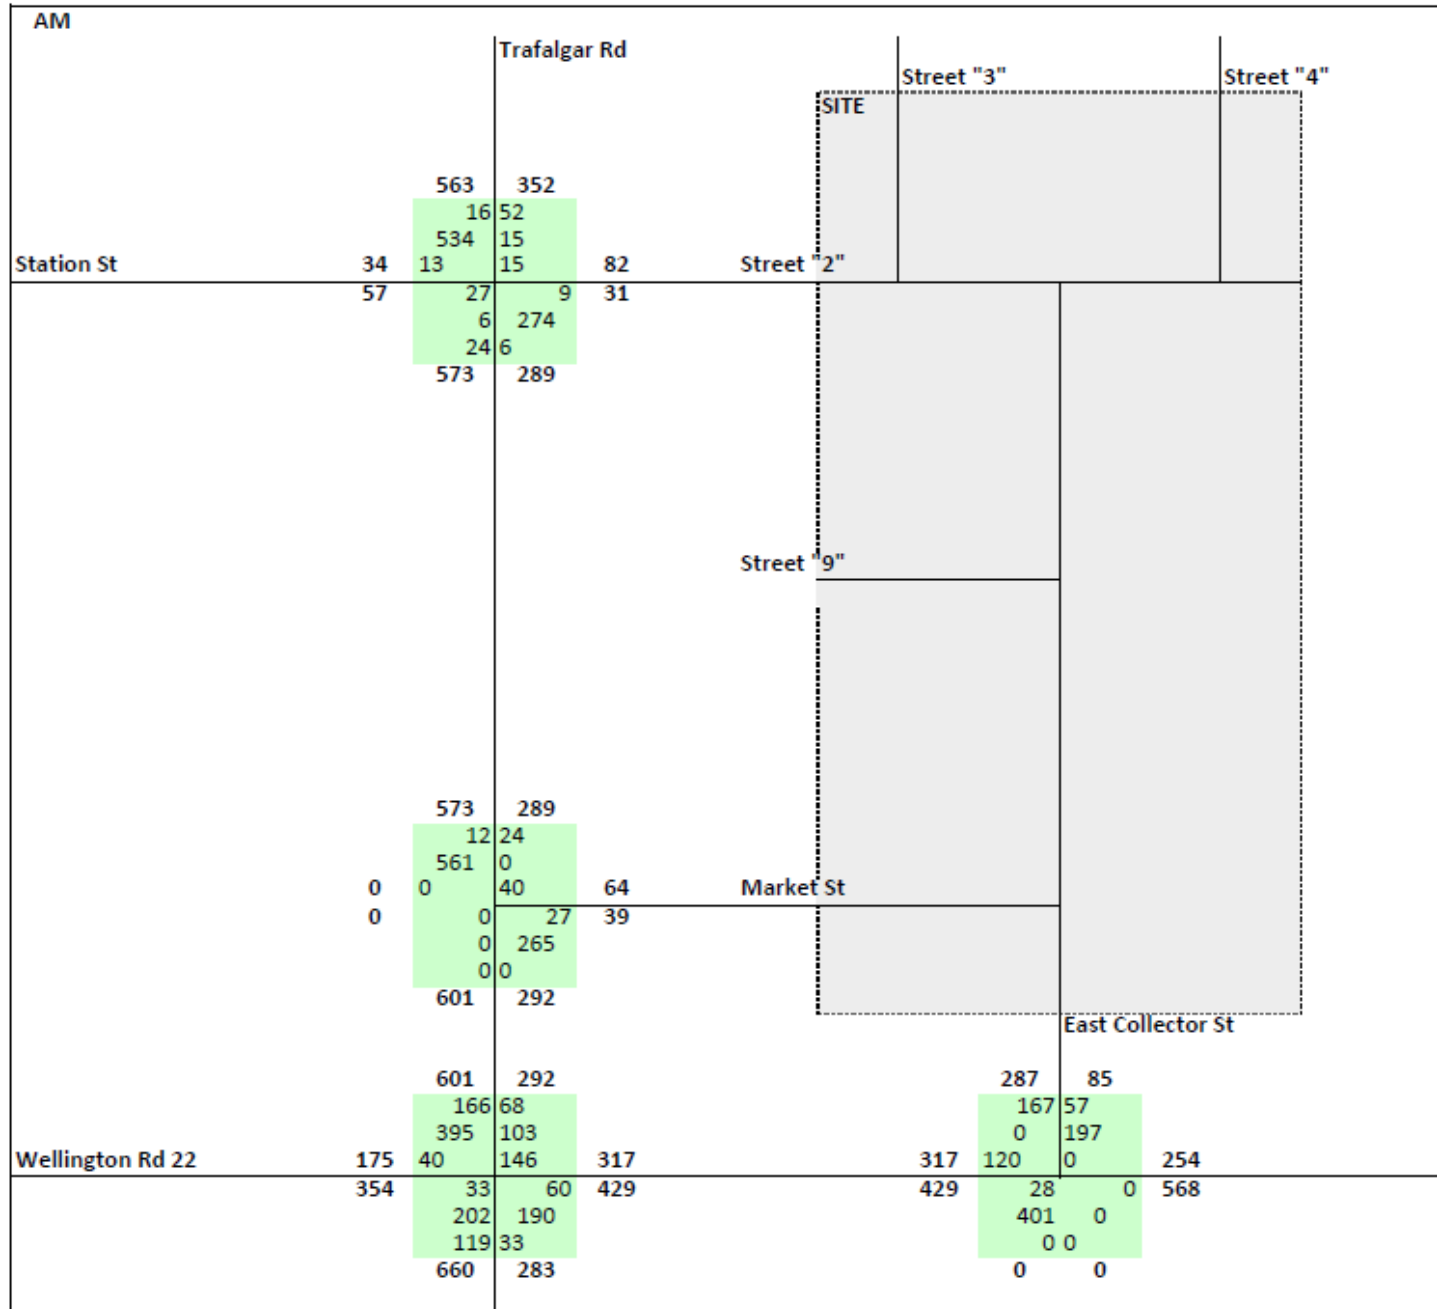 AM
Trafalgar Rd
Street "3"
Street "4"
SITE
563 352
16 52
534 15
Station St 34 13 15 82 Street "2"
57 27 9 31
6 274
24 6
573 289
Street "9"
573 289
12 24
561 0
0 0 40 64 Market St
0 0 27 39
0 265
0 0
601 292
East Collector St
601 292 287 85
166 68 167 57
395 103 0 197
Wellington Rd 22 175 40 146 317 317 120 0 254
354 33 60 429 429 28 0 568
202 190 401 0
119 33 0 0
660 283 0 0